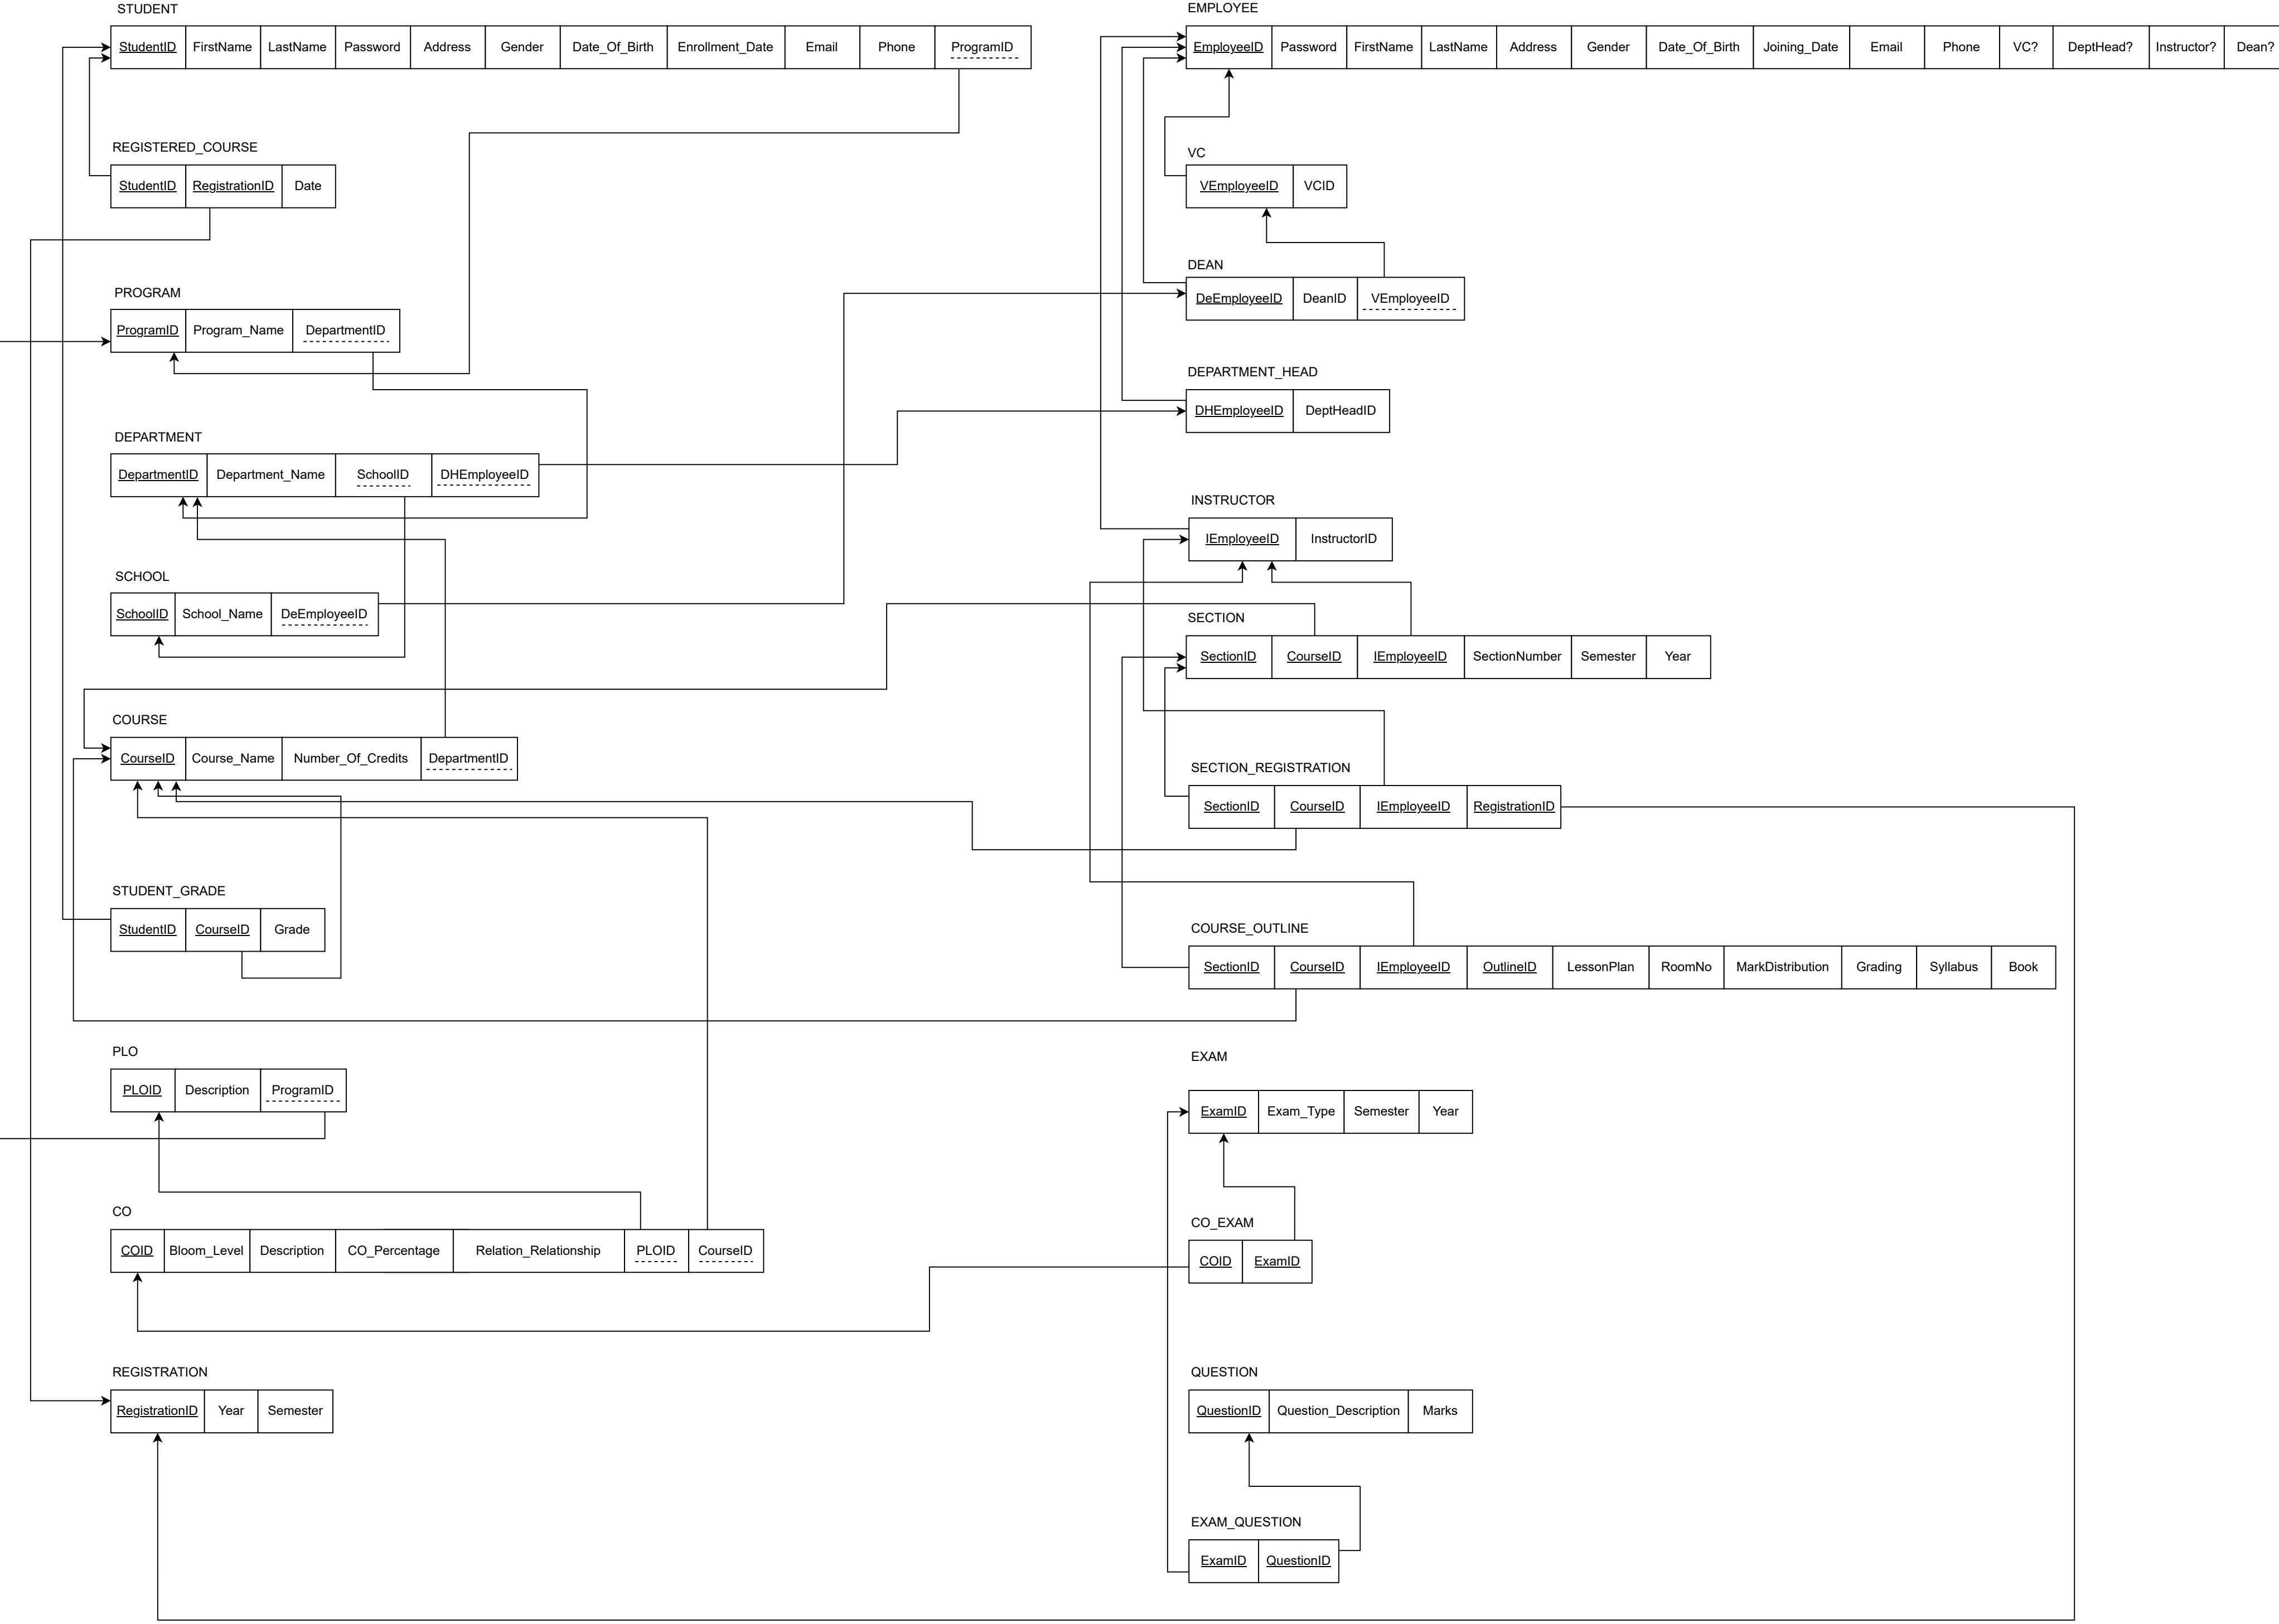 STUDENT
StudentID FirstName LastName Password Address Gender Date_Of_Birth Enrollment_Date Email Phone ProgramID
REGISTERED_COURSE
StudentID RegistrationID Date
PROGRAM
ProgramID Program_Name DepartmentID
DEPARTMENT
DepartmentID Department_Name SchoolID DHEmployeeID
SCHOOL
SchoolID School_Name DeEmployeeID
COURSE
CourseID Course_Name Number_Of_Credits DepartmentID
STUDENT_GRADE
StudentID CourseID Grade
PLO
PLOID Description ProgramID
CO
COID Bloom_Level Description CO_Percentage Relation_Relationship PLOID CourseID
REGISTRATION
RegistrationID Year Semester
EMPLOYEE
EmployeeID Password FirstName LastName Address Gender Date_Of_Birth Joining_Date Email Phone VC? DeptHead? Instructor? Dean?
VC
VEmployeeID VCID
DEAN
DeEmployeeID DeanID VEmployeeID
DEPARTMENT_HEAD
DHEmployeeID DeptHeadID
INSTRUCTOR
IEmployeeID InstructorID
SECTION
SectionID CourseID IEmployeeID SectionNumber Semester Year
SECTION_REGISTRATION
SectionID CourseID IEmployeeID RegistrationID
COURSE_OUTLINE
SectionID CourseID IEmployeeID OutlineID LessonPlan RoomNo MarkDistribution Grading Syllabus Book
EXAM
ExamID Exam_Type Semester Year
CO_EXAM
COID ExamID
QUESTION
QuestionID Question_Description Marks
EXAM_QUESTION
ExamID QuestionID